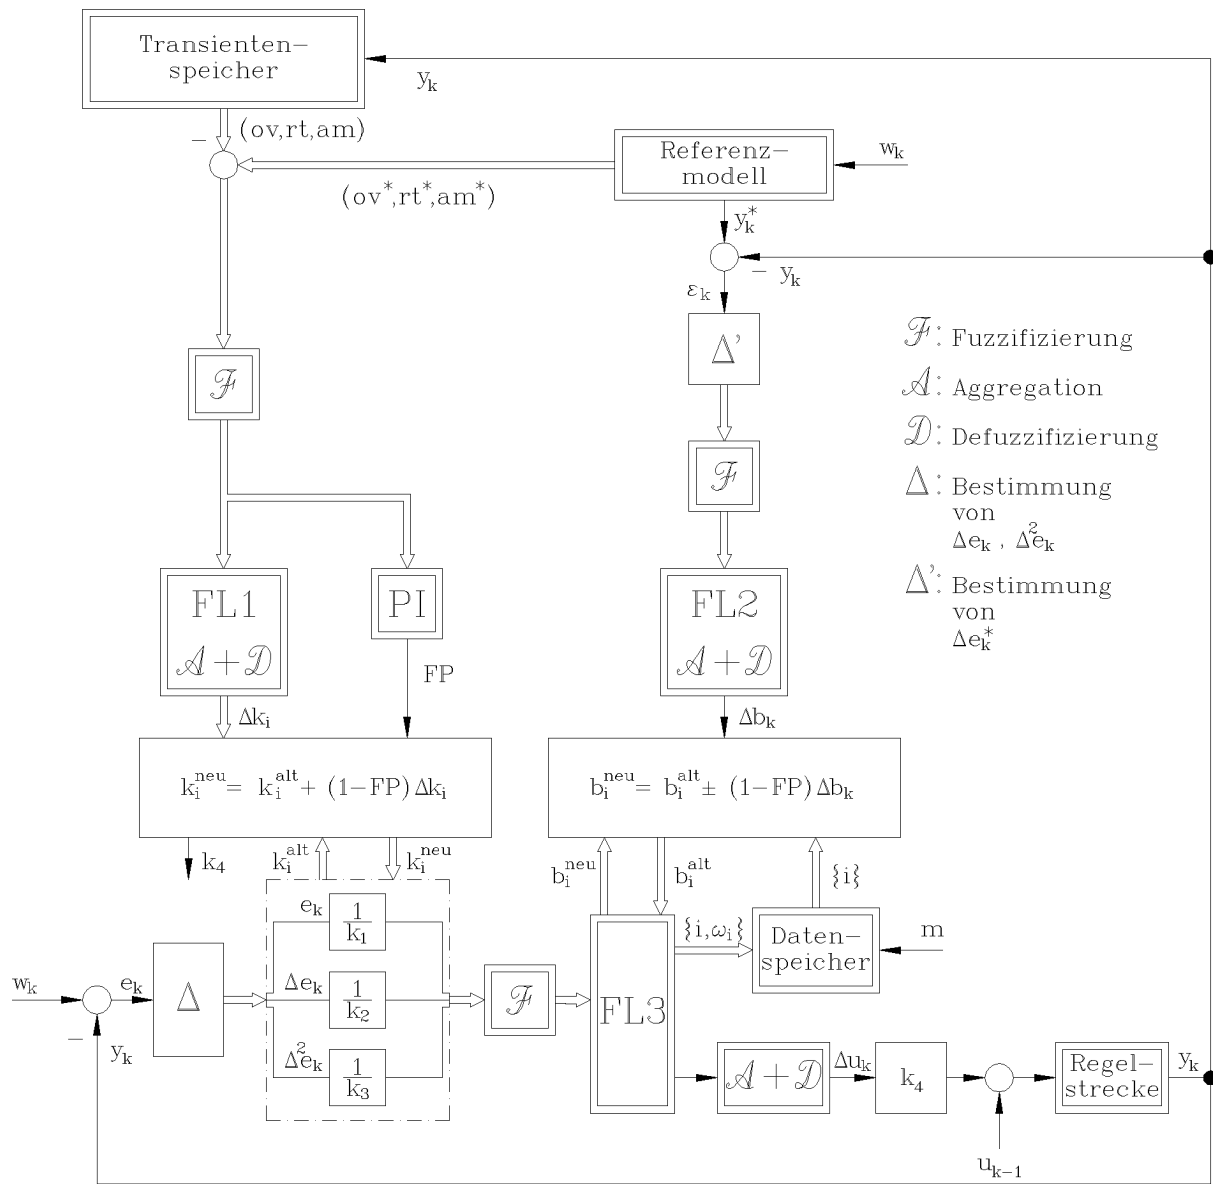 Transienten-
speicher
y_k
– (ov,rt,am)
Referenz-
modell
w_k
(ov*,rt*,am*)
y_k^*
– y_k
ε_k
Δ'
ℱ
ℱ
ℱ: Fuzzifizierung
𝒜: Aggregation
𝒟: Defuzzifizierung
Δ: Bestimmung
von
Δe_k , Δ²e_k
Δ': Bestimmung
von
Δe_k^*
FL1
𝒜+𝒟
PI
FL2
𝒜+𝒟
FP
Δk_i
Δb_k
k_i^neu = k_i^alt + (1–FP)Δk_i
b_i^neu = b_i^alt ± (1–FP)Δb_k
k_4
k_i^alt
k_i^neu
b_i^neu
b_i^alt
{i}
e_k
1/k_1
{i,ω_i}
Daten-
speicher
m
w_k
e_k
Δ
Δe_k
1/k_2
ℱ
FL3
–
y_k
Δ²e_k
1/k_3
𝒜+𝒟
Δu_k
k_4
Regel-
strecke
y_k
u_k–1